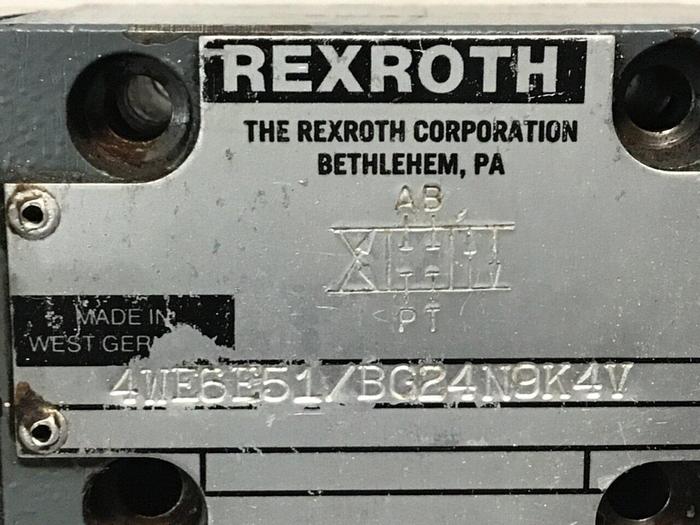 REXROTH
THE REXROTH CORPORATION
BETHLEHEM, PA
AB
PT
MADE IN
WEST GER
4WE6E51/BG24N9K4V